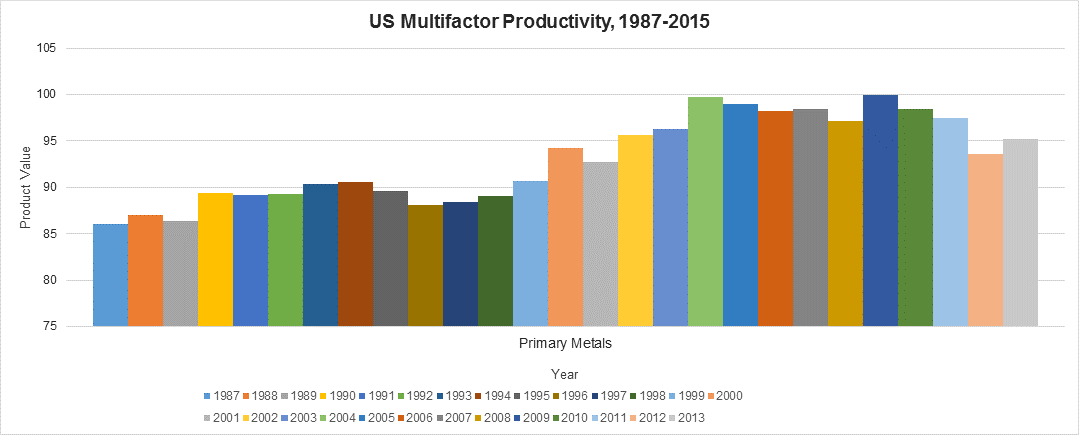 US Multifactor Productivity, 1987-2015
105
100
95
90
85
80
75
Product Value
Primary Metals
Year
1987 1988 1989 1990 1991 1992 1993 1994 1995 1996 1997 1998 1999 2000
2001 2002 2003 2004 2005 2006 2007 2008 2009 2010 2011 2012 2013